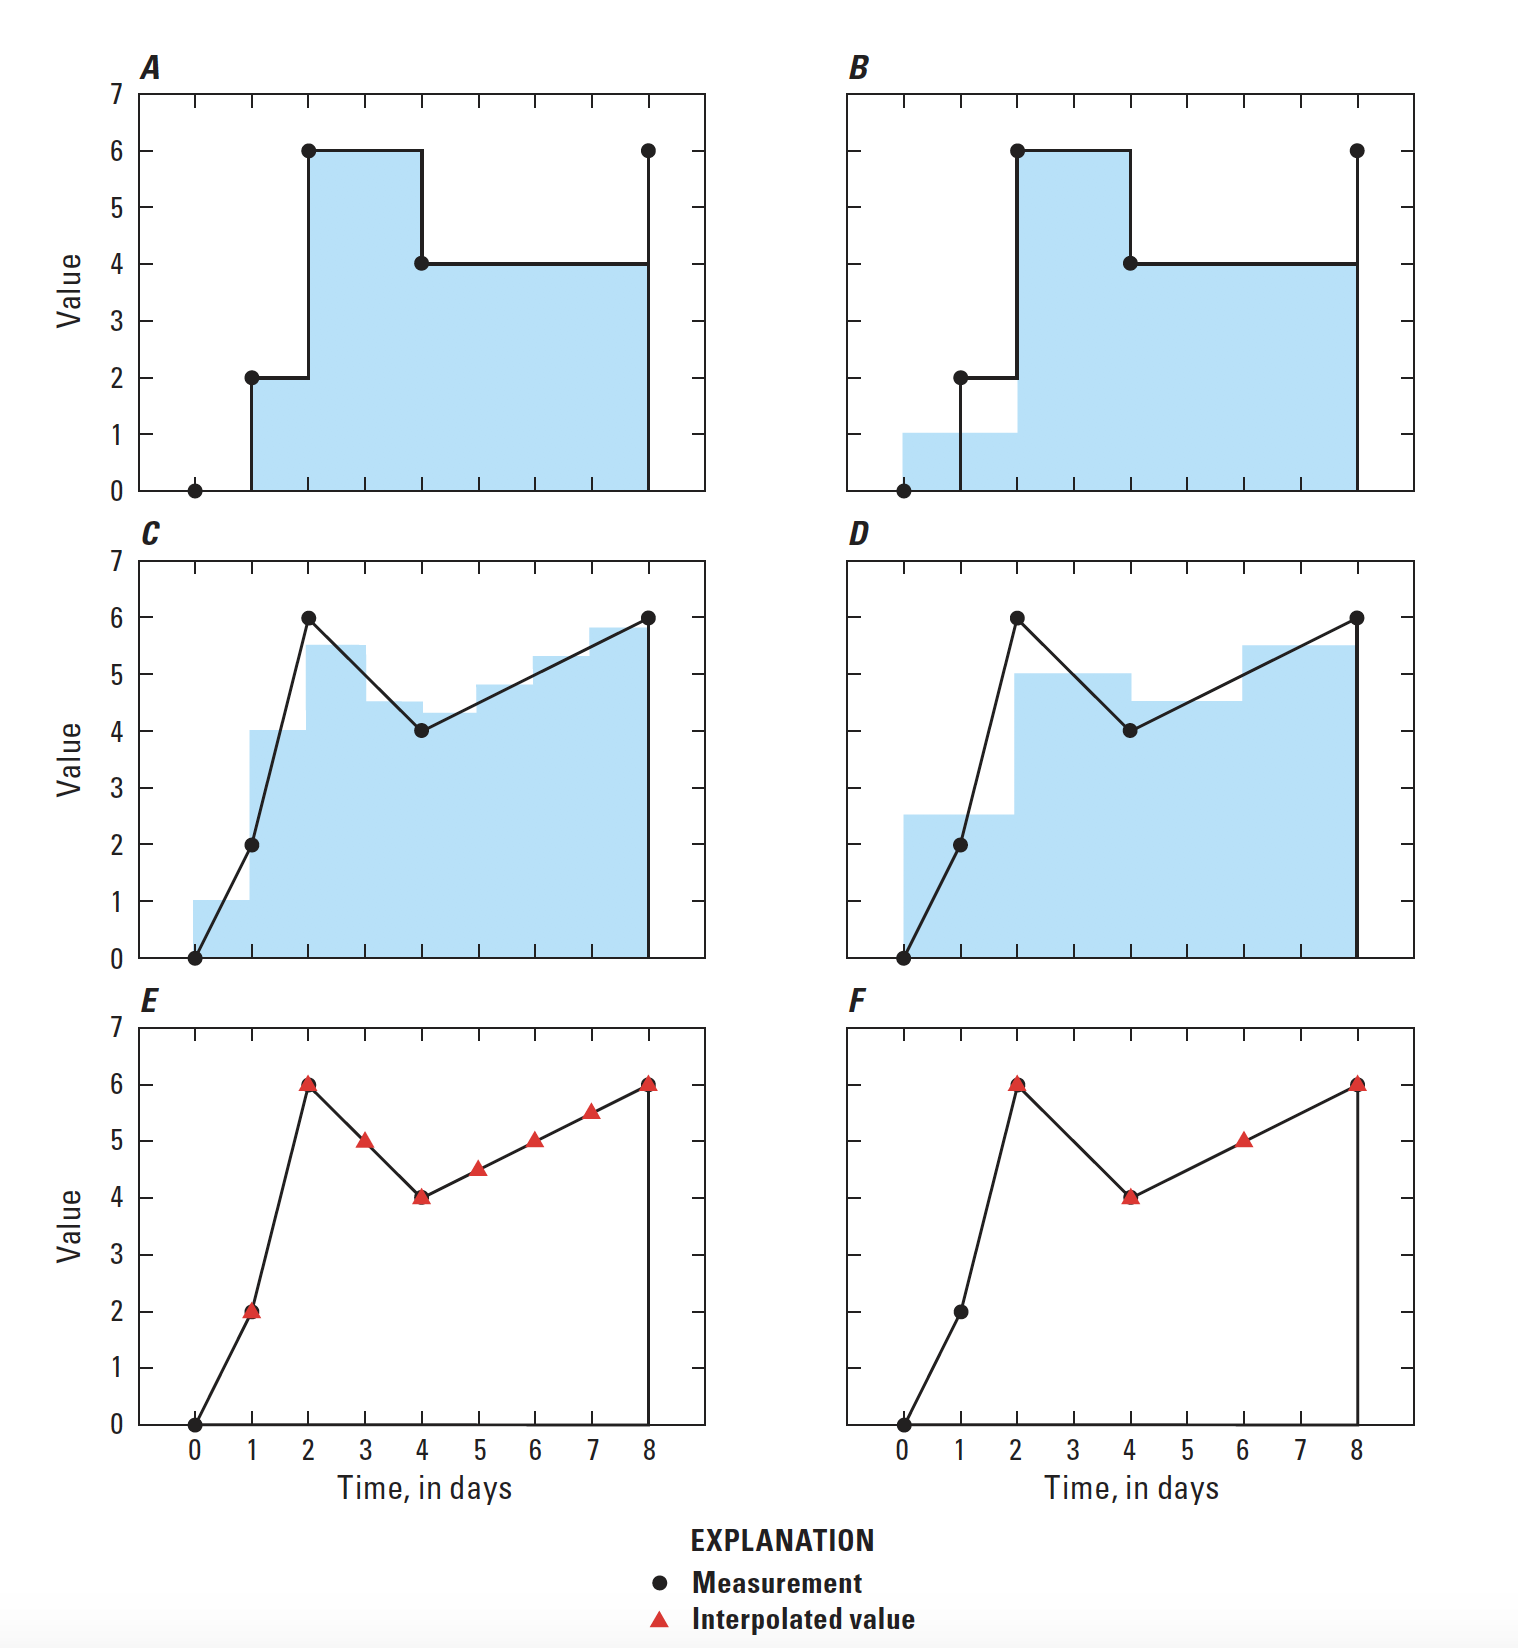 A
B
7
6
5
4
3
2
1
0
Value
C
D
7
6
5
4
3
2
1
0
Value
E
F
7
6
5
4
3
2
1
0
Value
0 1 2 3 4 5 6 7 8
0 1 2 3 4 5 6 7 8
Time, in days
Time, in days
EXPLANATION
Measurement
Interpolated value